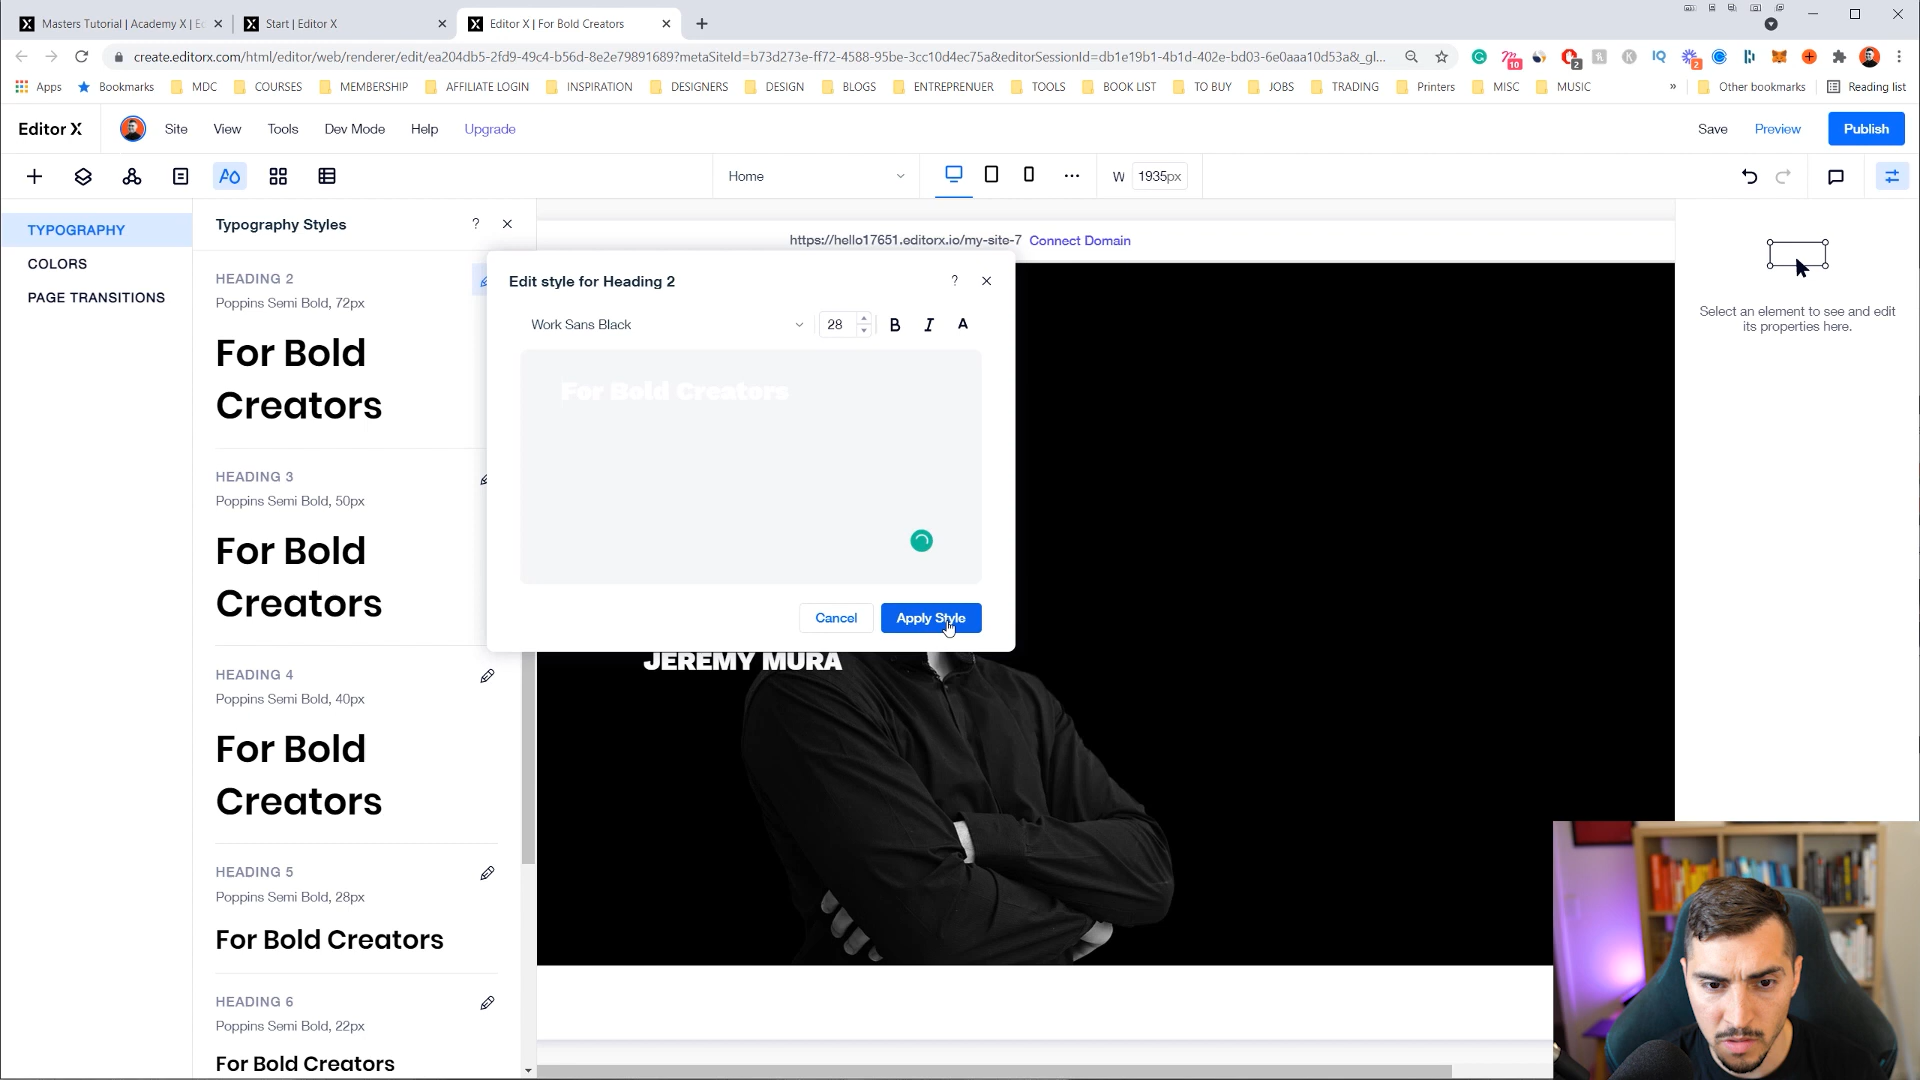 Masters Tutorial | Academy X | Ed
Start | Editor X
Editor X | For Bold Creators
create.editorx.com/html/editor/web/renderer/edit/ea204db5-2fd9-49c4-b56d-8e2e79891689?metaSiteId=b73d273e-ff72-4588-95be-3cc10d4ec75a&editorSessionId=db1e19b1-4b1d-402e-bd03-6e0aaa10d53a&_gl...
10
2
2
Apps
Bookmarks
MDC
COURSES
MEMBERSHIP
AFFILIATE LOGIN
INSPIRATION
DESIGNERS
DESIGN
BLOGS
ENTREPRENUER
TOOLS
BOOK LIST
TO BUY
JOBS
TRADING
Printers
MISC
MUSIC
»
Other bookmarks
Reading list
Editor X
Site
View
Tools
Dev Mode
Help
Upgrade
Save
Preview
Publish
Home
W 1935px
TYPOGRAPHY
COLORS
PAGE TRANSITIONS
Typography Styles
?
HEADING 2
Poppins Semi Bold, 72px
For Bold
Creators
HEADING 3
Poppins Semi Bold, 50px
For Bold
Creators
HEADING 4
Poppins Semi Bold, 40px
For Bold
Creators
HEADING 5
Poppins Semi Bold, 28px
For Bold Creators
HEADING 6
Poppins Semi Bold, 22px
For Bold Creators
https://hello17651.editorx.io/my-site-7 Connect Domain
Edit style for Heading 2
?
Work Sans Black
28
B
I
A
For Bold Creators
Cancel
Apply Style
JEREMY MURA
Select an element to see and edit
its properties here.